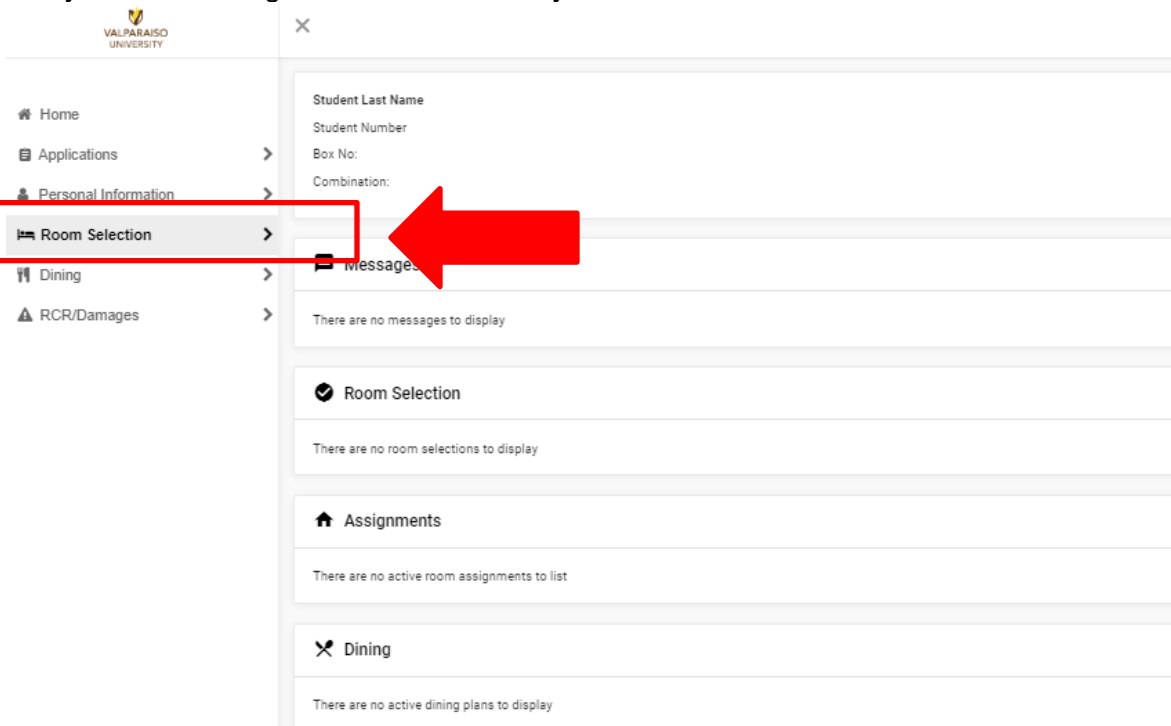 VALPARAISO
UNIVERSITY
Home
Applications
Personal Information
Room Selection
Dining
RCR/Damages
Student Last Name
Student Number
Box No:
Combination:
Messages
There are no messages to display
Room Selection
There are no room selections to display
Assignments
There are no active room assignments to list
Dining
There are no active dining plans to display